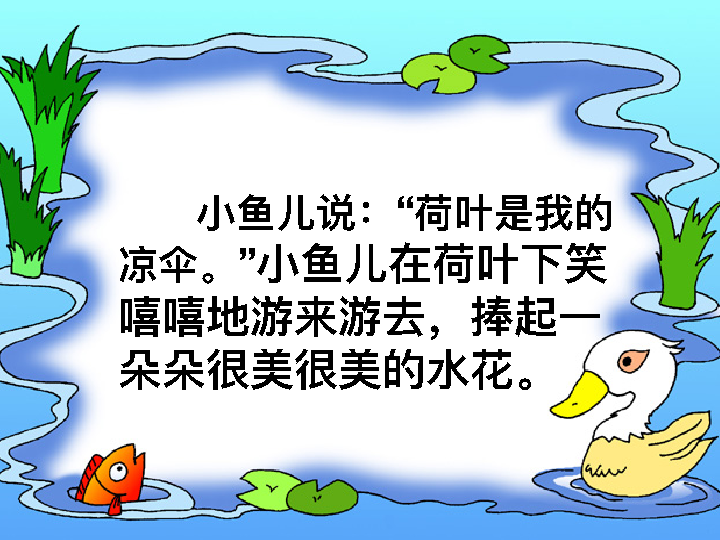 小鱼儿说：“荷叶是我的
凉伞。”小鱼儿在荷叶下笑
嘻嘻地游来游去，捧起一
朵朵很美很美的水花。